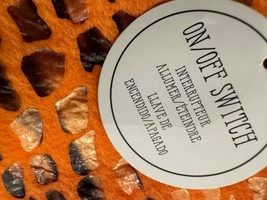 ON/OFF SWITCH
INTERRUPTEUR
ALLUMER/ÉTEINDRE
LLAVE DE
ENCENDIDO/APAGADO